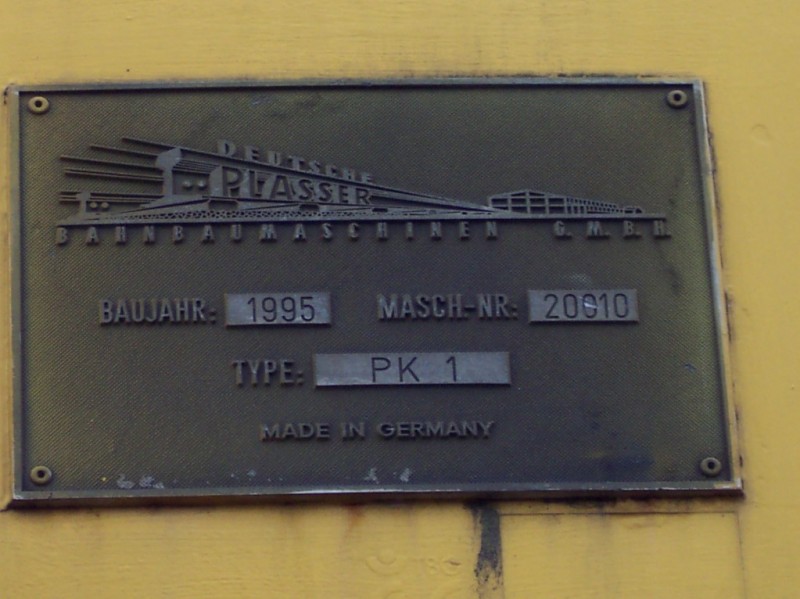 DEUTSCHE
PLASSER
BAHNBAUMASCHINEN G.M.B.H.
BAUJAHR: 1995 MASCH.-NR: 20010
TYPE: PK 1
MADE IN GERMANY